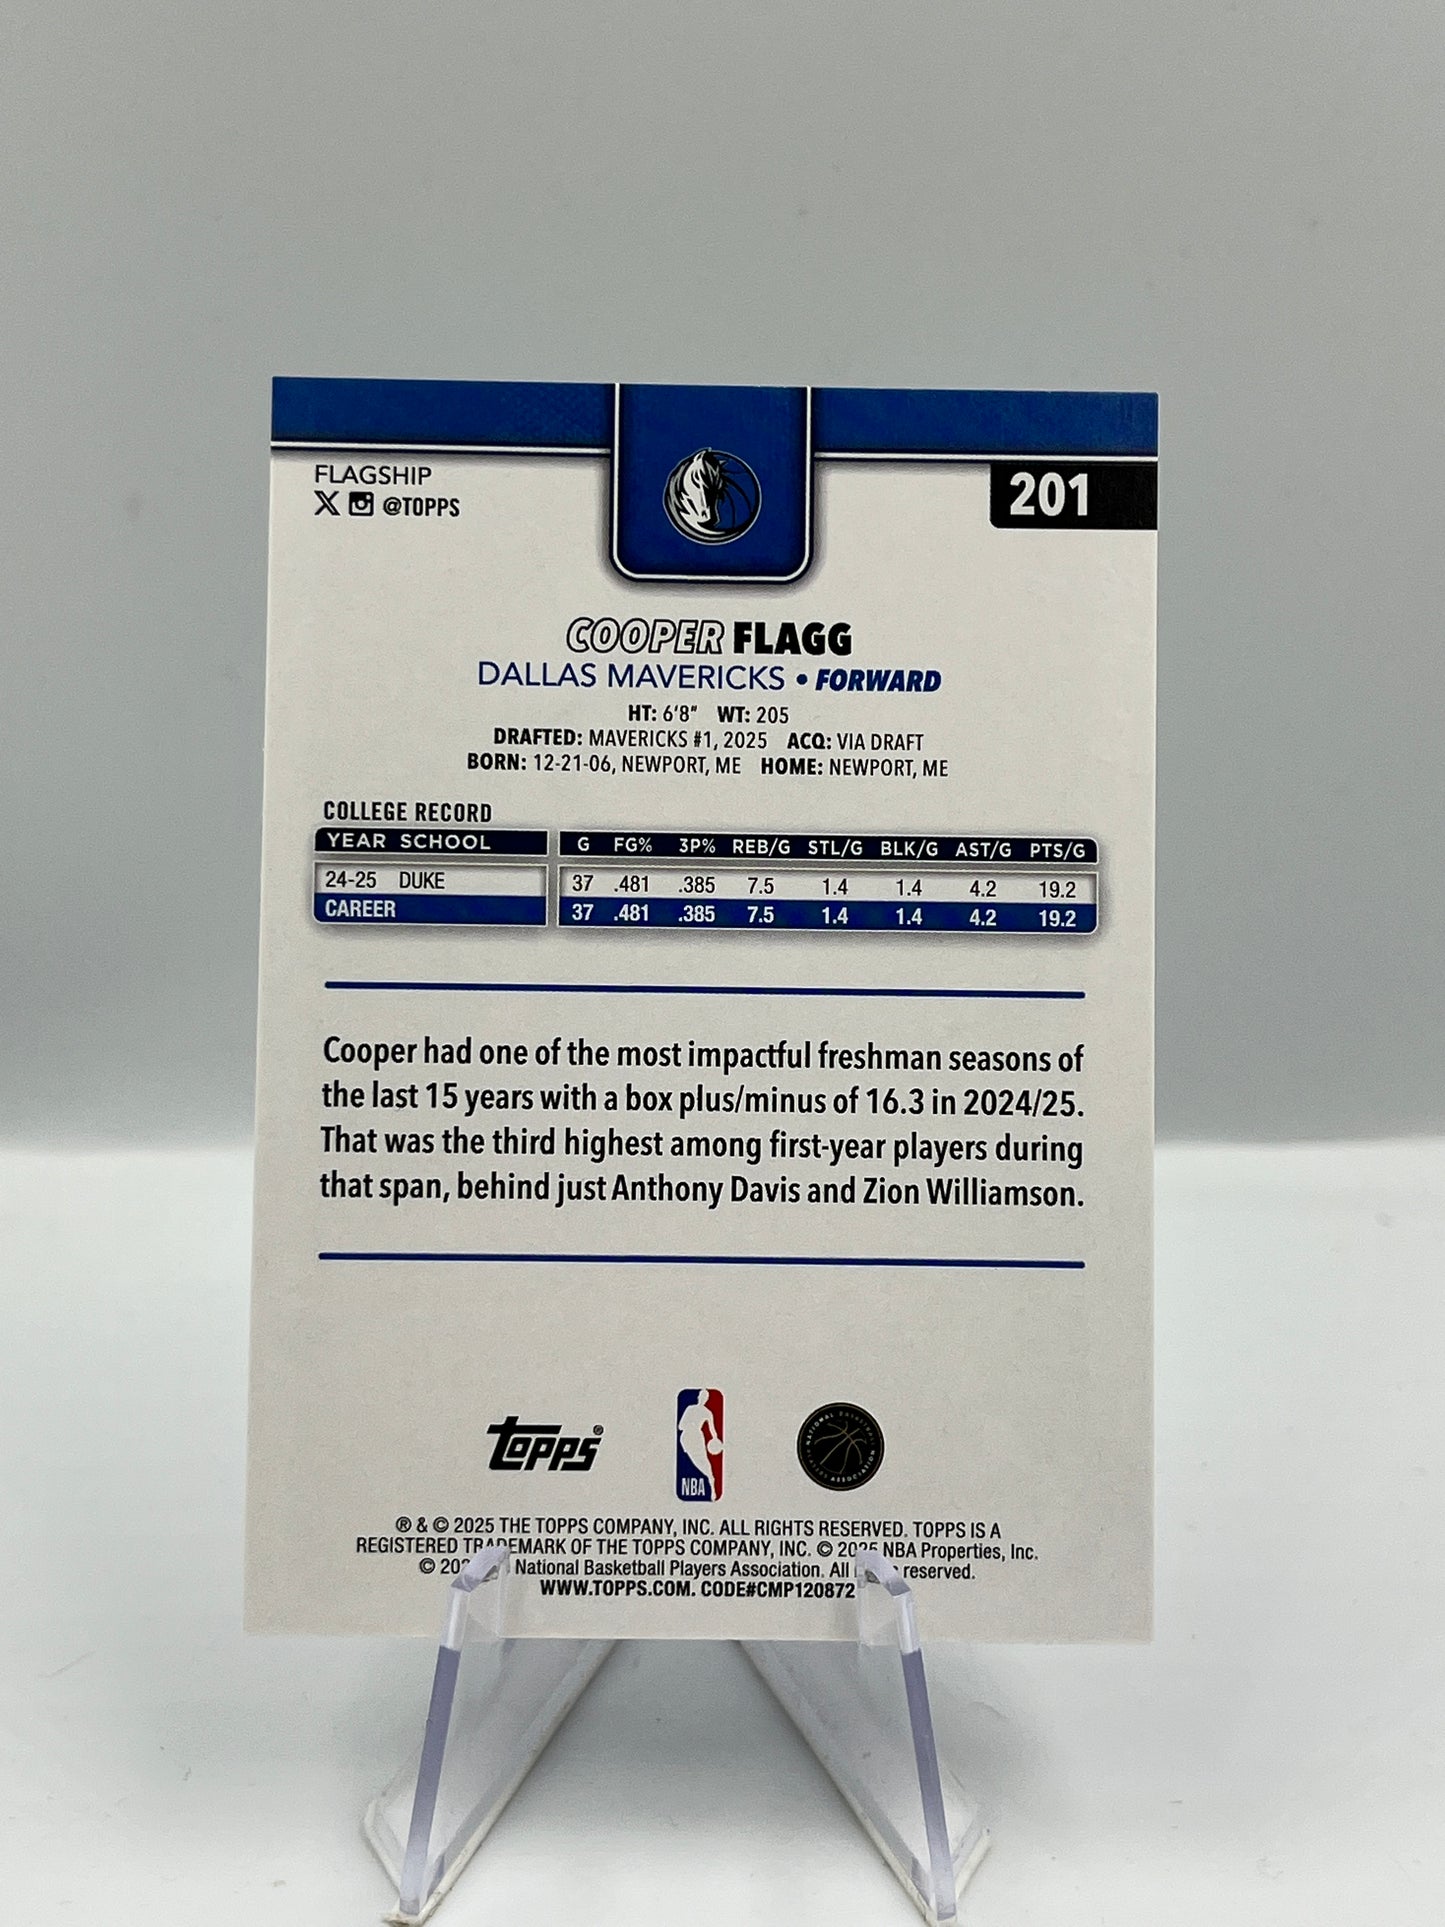 FLAGSHIP
X @TOPPS
201
COOPER FLAGG
DALLAS MAVERICKS • FORWARD
HT: 6'8" WT: 205
DRAFTED: MAVERICKS #1, 2025 ACQ: VIA DRAFT
BORN: 12-21-06, NEWPORT, ME HOME: NEWPORT, ME
COLLEGE RECORD
YEAR SCHOOL G FG% 3P% REB/G STL/G BLK/G AST/G PTS/G
24-25 DUKE 37 .481 .385 7.5 1.4 1.4 4.2 19.2
CAREER 37 .481 .385 7.5 1.4 1.4 4.2 19.2
Cooper had one of the most impactful freshman seasons of
the last 15 years with a box plus/minus of 16.3 in 2024/25.
That was the third highest among first-year players during
that span, behind just Anthony Davis and Zion Williamson.
TOPPS®
NBA
NATIONAL BASKETBALL PLAYERS ASSOCIATION
® & © 2025 THE TOPPS COMPANY, INC. ALL RIGHTS RESERVED. TOPPS IS A
REGISTERED TRADEMARK OF THE TOPPS COMPANY, INC. © 2025 NBA Properties, Inc.
© National Basketball Players Association. All reserved.
WWW.TOPPS.COM. CODE#CMP120872